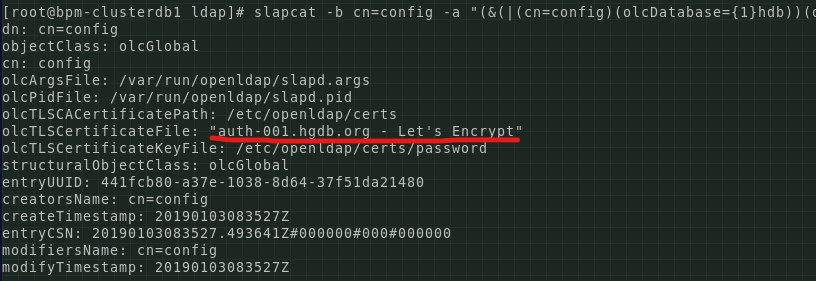 [root@bpm-clusterdb1 ldap]# slapcat -b cn=config -a "(&(|(cn=config)(olcDatabase={1}hdb))(
dn: cn=config
objectClass: olcGlobal
cn: config
olcArgsFile: /var/run/openldap/slapd.args
olcPidFile: /var/run/openldap/slapd.pid
olcTLSCACertificatePath: /etc/openldap/certs
olcTLSCertificateFile: "auth-001.hgdb.org - Let's Encrypt"
olcTLSCertificateKeyFile: /etc/openldap/certs/password
structuralObjectClass: olcGlobal
entryUUID: 441fcb80-a37e-1038-8d64-37f51da21480
creatorsName: cn=config
createTimestamp: 20190103083527Z
entryCSN: 20190103083527.493641Z#000000#000#000000
modifiersName: cn=config
modifyTimestamp: 20190103083527Z